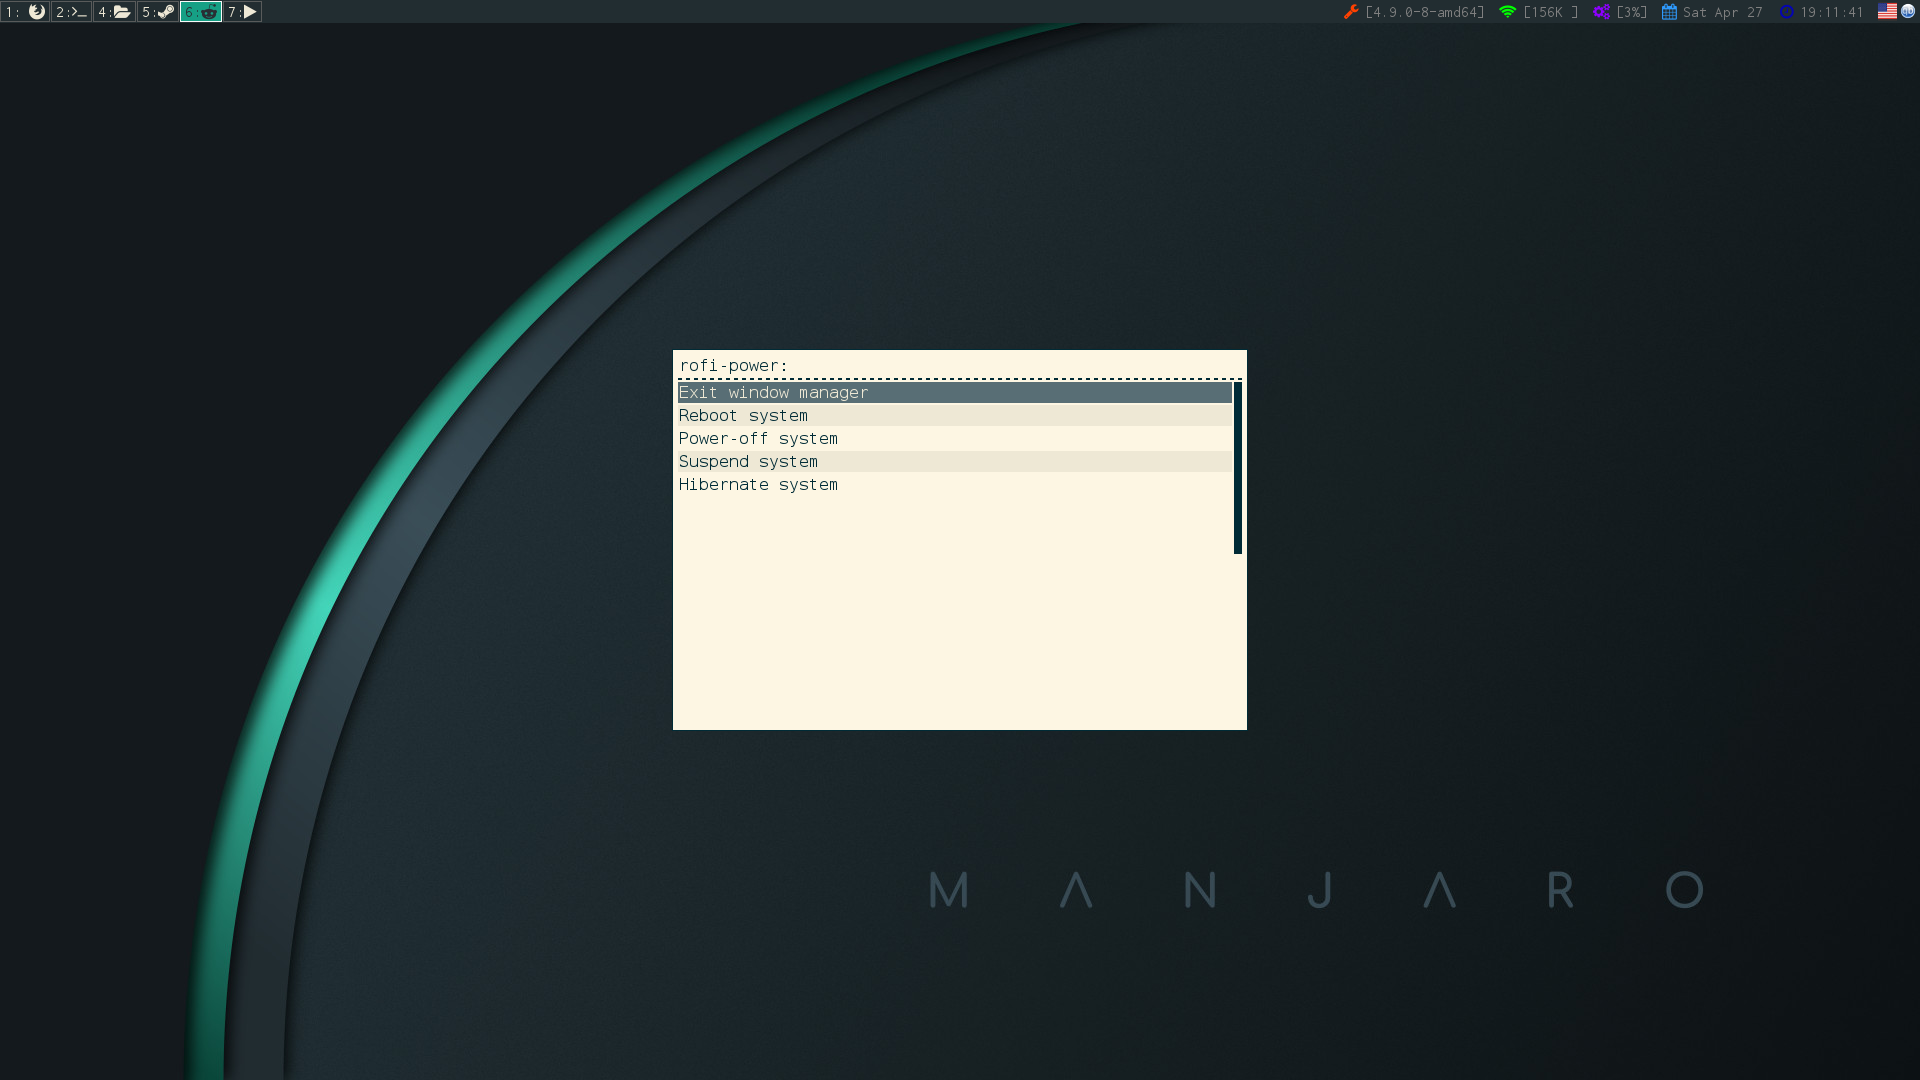 1: 2: 4: 5: 6: 7: [4.9.0-8-amd64] [156K ] [3%] Sat Apr 27 19:11:41
rofi-power:
Exit window manager
Reboot system
Power-off system
Suspend system
Hibernate system
MANJARO